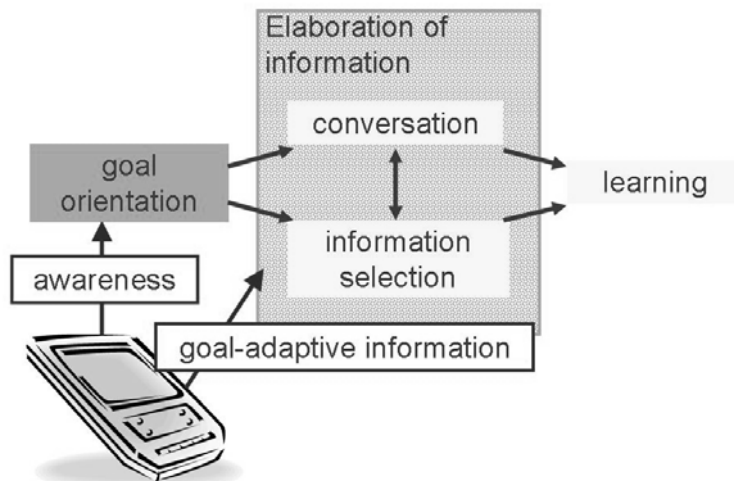 Elaboration of
information
conversation
goal
orientation
learning
information
selection
awareness
goal-adaptive information